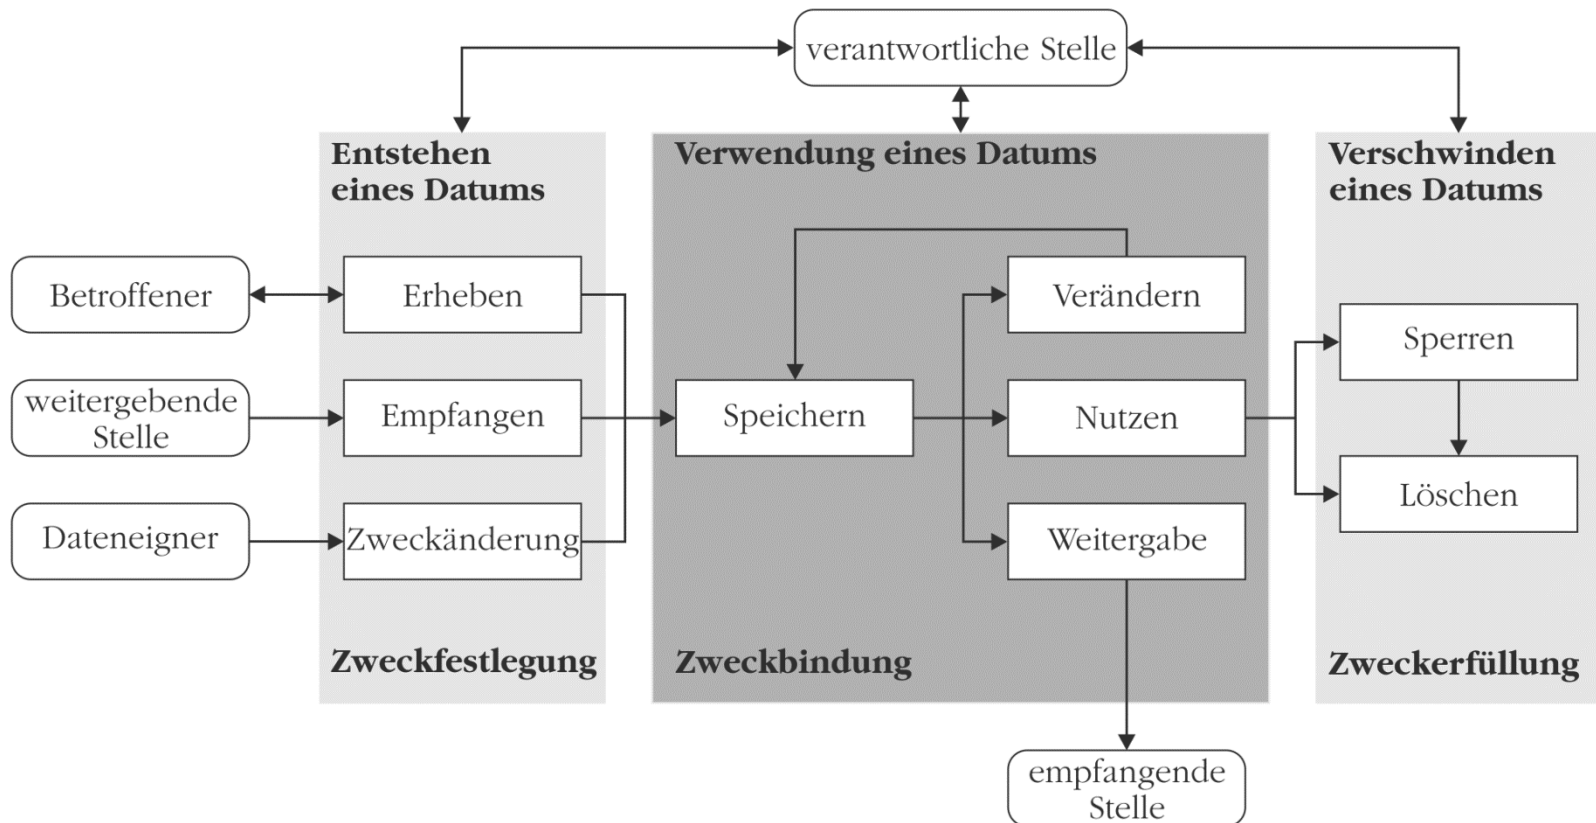 verantwortliche Stelle
Entstehen
eines Datums
Verwendung eines Datums
Verschwinden
eines Datums
Betroffener
Erheben
Verändern
Sperren
weitergebende
Stelle
Empfangen
Speichern
Nutzen
Löschen
Dateneigner
Zweckänderung
Weitergabe
Zweckfestlegung
Zweckbindung
Zweckerfüllung
empfangende
Stelle